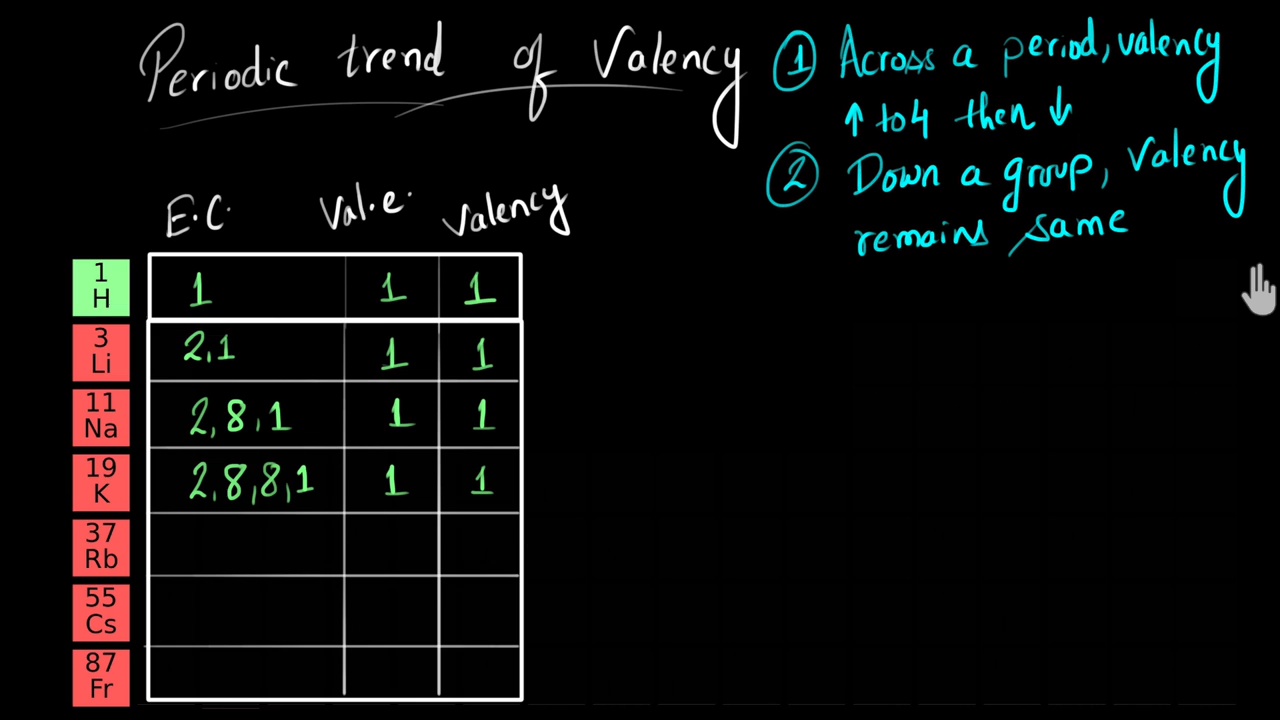 Periodic trend of Valency
① Across a period, valency
↑ to 4 then ↓
② Down a group, Valency
remains same
E.C. Val.e. Valency
1
H 1 1 1
3
Li 2,1 1 1
11
Na 2,8,1 1 1
19
K 2,8,8,1 1 1
37
Rb
55
Cs
87
Fr